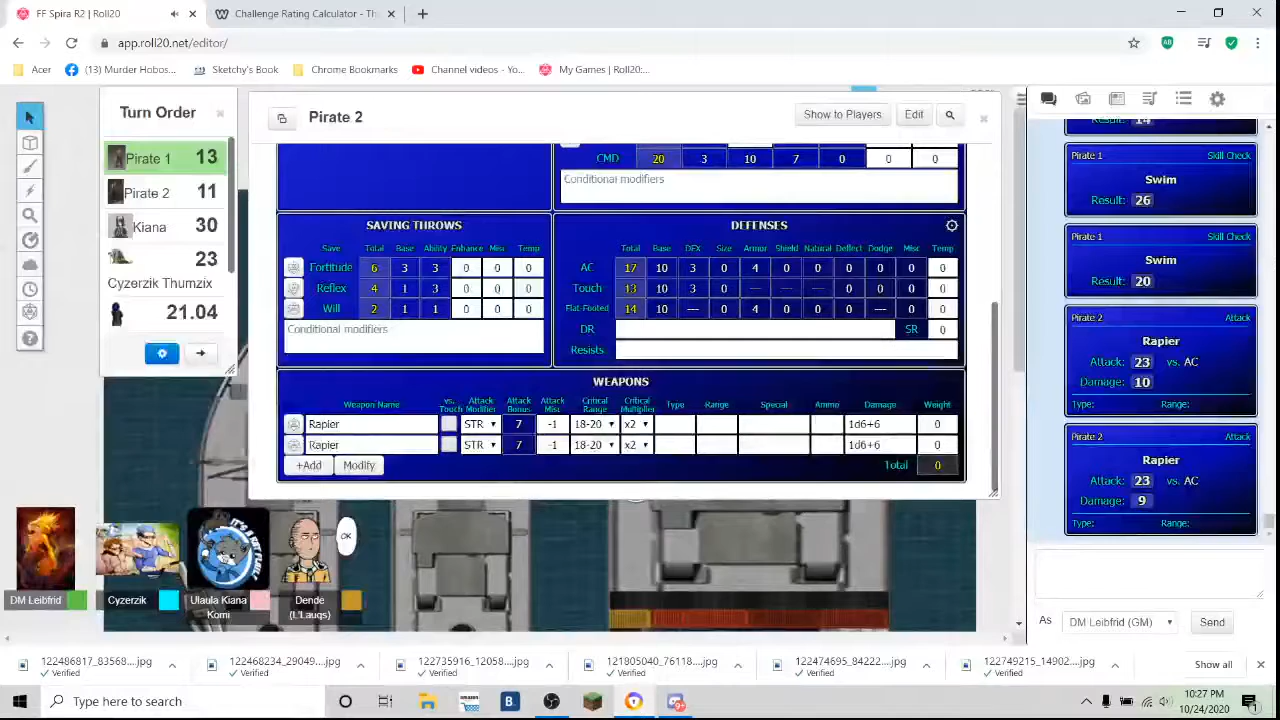 FF Spira R2 | Roll20
Challenge Rating Calculator - Th
app.roll20.net/editor/
Acer
(13) Murder Hobos...
Sketchy's Book
Chrome Bookmarks
Channel videos - Yo...
My Games | Roll20:...
Turn Order
Pirate 1 13
Pirate 2 11
Kiana 30
23
Cyzerzik Thumzix
21.04
Pirate 2
Show to Players
Edit
CMD 20 3 10 7 0 0 0
Conditional modifiers
SAVING THROWS
Save Total Base Ability Enhance Misc Temp
Fortitude 6 3 3 0 0 0
Reflex 4 1 3 0 0 0
Will 2 1 1 0 0 0
Conditional modifiers
DEFENSES
Total Base DEX Size Armor Shield Natural Deflect Dodge Misc Temp
AC 17 10 3 0 4 0 0 0 0 0 0
Touch 13 10 3 0 --- --- --- 0 0 0 0
Flat-Footed 14 10 --- 0 4 0 0 0 --- 0 0
DR SR 0
Resists
WEAPONS
Weapon Name vs. Touch Attack Modifier Attack Bonus Attack Misc Critical Range Critical Multiplier Type Range Special Ammo Damage Weight
Rapier STR 7 -1 18-20 x2 1d6+6 0
Rapier STR 7 -1 18-20 x2 1d6+6 0
+Add
Modify
Total 0
Result: 14
Pirate 1 Skill Check
Swim
Result: 26
Pirate 1 Skill Check
Swim
Result: 20
Pirate 2 Attack
Rapier
Attack: 23 vs. AC
Damage: 10
Type: Range:
Pirate 2 Attack
Rapier
Attack: 23 vs. AC
Damage: 9
Type: Range:
As DM Leibfrid (GM)
Send
IT'S A BIT FUNKY
OK
DM Leibfrid
Cyzerzik
Ulaula Kiana
Komi
Dende
(L'Lauqs)
122486817_83568....jpg
Verified
122468234_29049....jpg
Verified
122735916_12058....jpg
Verified
121805040_76118....jpg
Verified
122474695_84222....jpg
Verified
122749215_14902....jpg
Verified
Show all
Type here to search
amazon
B.
9+
10:27 PM
10/24/2020